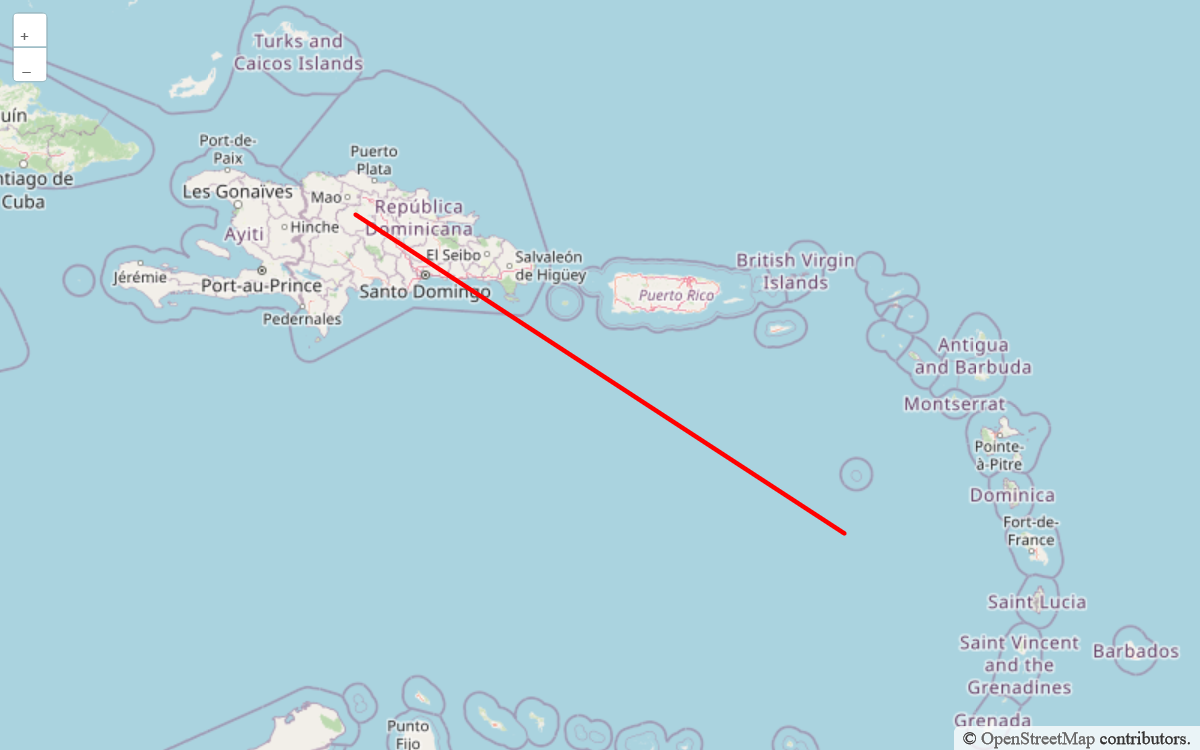 +
−
Turks and
Caicos Islands
uín
ntiago de
Cuba
Port-de-
Paix
Puerto
Plata
Les Gonaïves
Mao
República
Dominicana
Ayiti
Hinche
El Seibo
Salvaleón
de Higüey
Jérémie
Port-au-Prince
Santo Domingo
Pedernales
Puerto Rico
British Virgin
Islands
Antigua
and Barbuda
Montserrat
Pointe-
à-Pitre
Dominica
Fort-de-
France
Saint Lucia
Saint Vincent
and the
Grenadines
Barbados
Grenada
Punto
Fijo
© OpenStreetMap contributors.